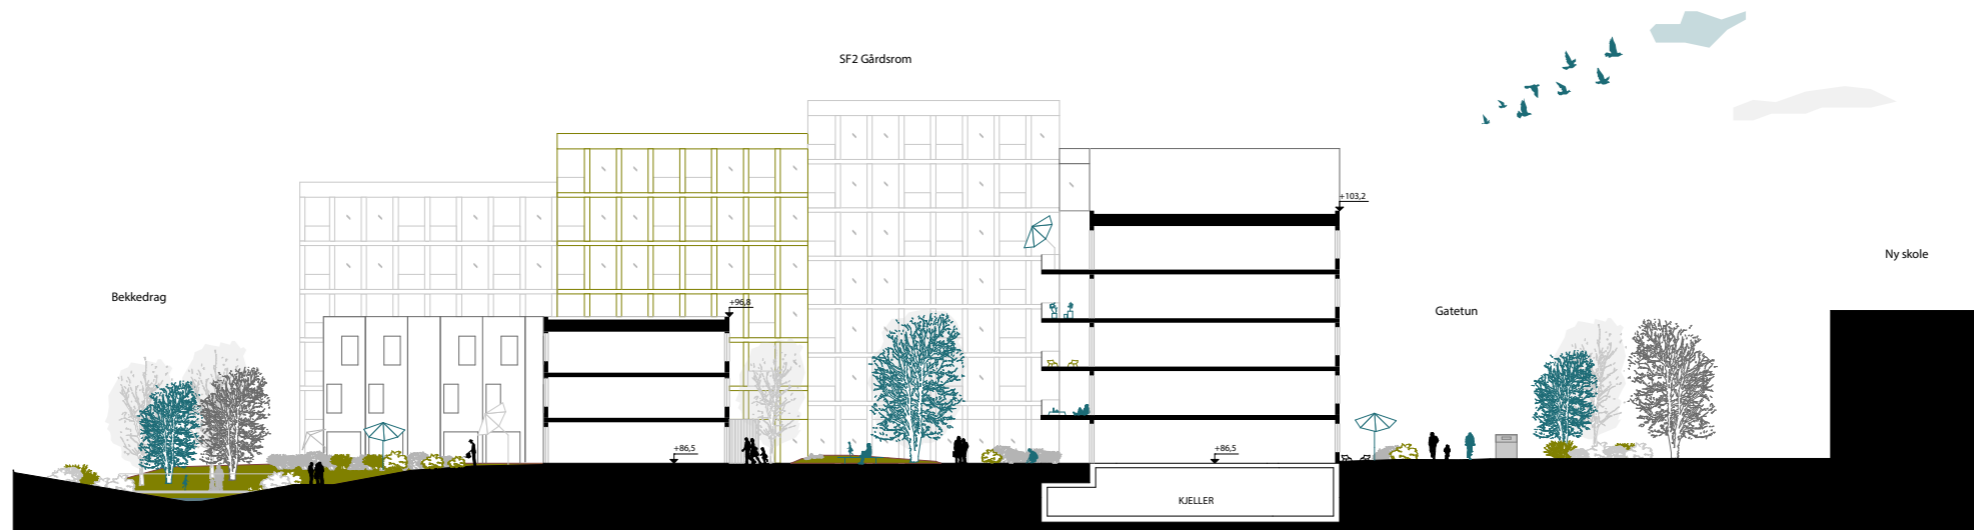 SF2 Gårdsrom
+103,2
Ny skole
Bekkedrag
+96,8
Gatetun
+86,5
+86,5
KJELLER